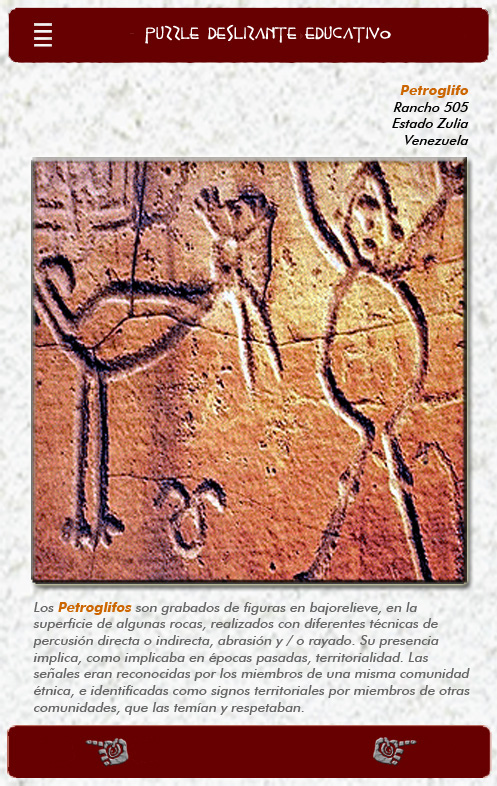 PUZZLE DESLIZANTE EDUCATIVO
Petroglifo
Rancho 505
Estado Zulia
Venezuela
Los Petroglifos son grabados de figuras en bajorelieve, en la
superficie de algunas rocas, realizados con diferentes técnicas de
percusión directa o indirecta, abrasión y / o rayado. Su presencia
implica, como implicaba en épocas pasadas, territorialidad. Las
señales eran reconocidas por los miembros de una misma comunidad
étnica, e identificadas como signos territoriales por miembros de otras
comunidades, que las temían y respetaban.